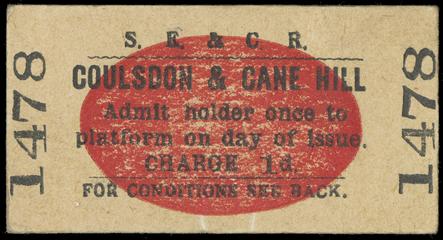 S. E. & C R.
COULSDON & CANE HILL
Admit holder once to
platform on day of issue.
CHARGE 1d.
FOR CONDITIONS SEE BACK.
1478
1478